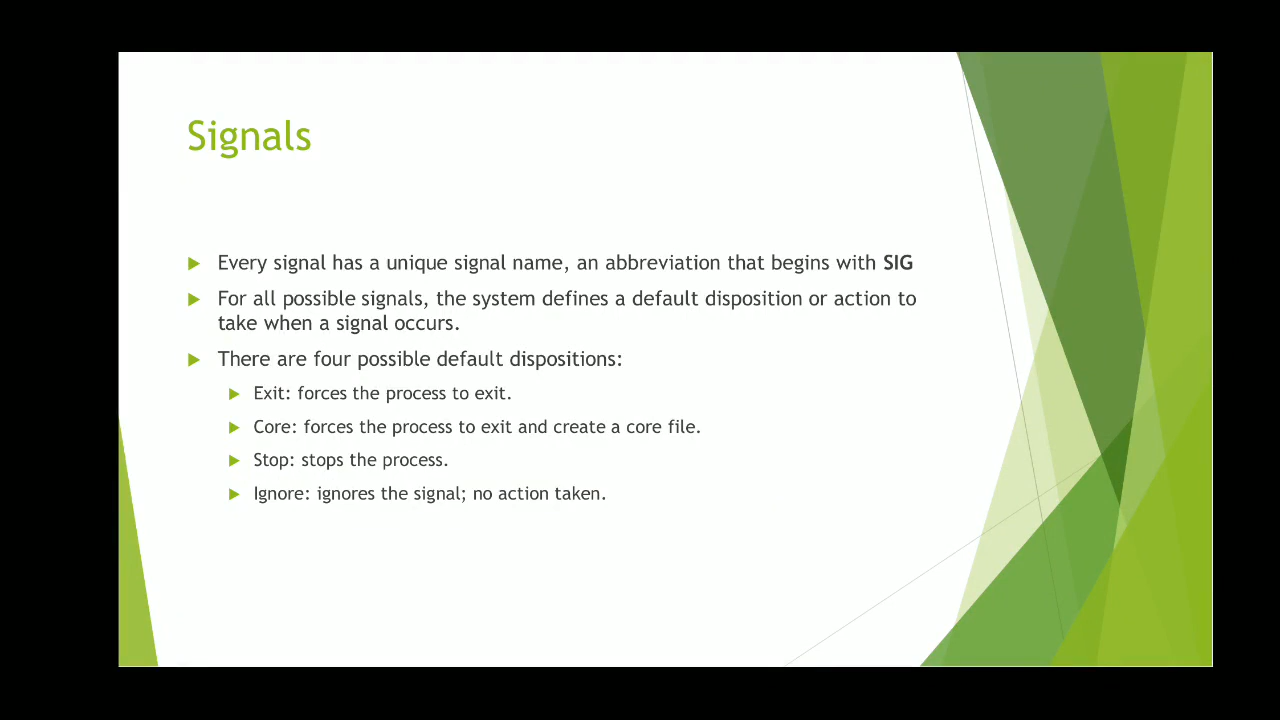 Signals
Every signal has a unique signal name, an abbreviation that begins with SIG
For all possible signals, the system defines a default disposition or action to
take when a signal occurs.
There are four possible default dispositions:
Exit: forces the process to exit.
Core: forces the process to exit and create a core file.
Stop: stops the process.
Ignore: ignores the signal; no action taken.